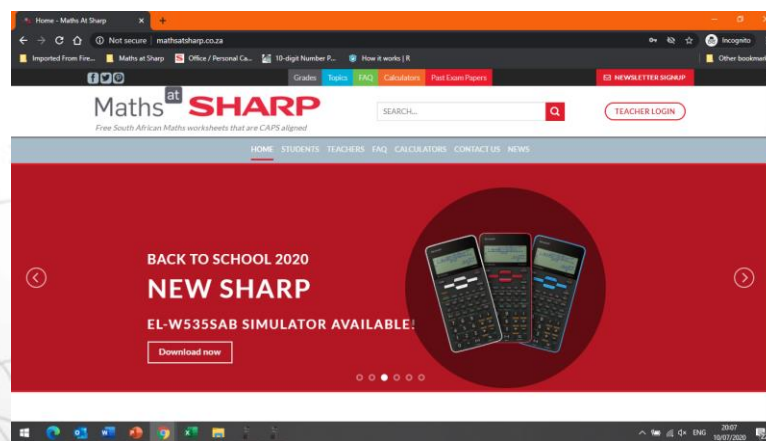 Home - Maths At Sharp
Not secure | mathsatsharp.co.za
Incognito
Imported From Fire... Maths at Sharp Office / Personal Ca... 10-digit Number P... How it works | R Other bookmark
Grades Topics FAQ Calculators Past Exam Papers NEWSLETTER SIGNUP
Maths at SHARP
SEARCH...
TEACHER LOGIN
Free South African Maths worksheets that are CAPS aligned
HOME STUDENTS TEACHERS FAQ CALCULATORS CONTACT US NEWS
BACK TO SCHOOL 2020
NEW SHARP
EL-W535SAB SIMULATOR AVAILABLE!
Download now
ENG
20:07
10/07/2020